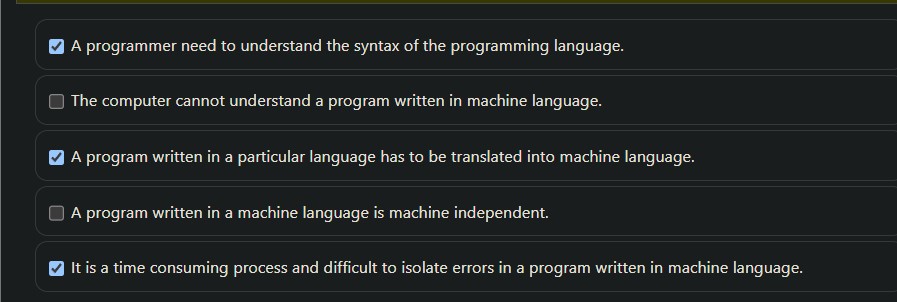 A programmer need to understand the syntax of the programming language.
The computer cannot understand a program written in machine language.
A program written in a particular language has to be translated into machine language.
A program written in a machine language is machine independent.
It is a time consuming process and difficult to isolate errors in a program written in machine language.